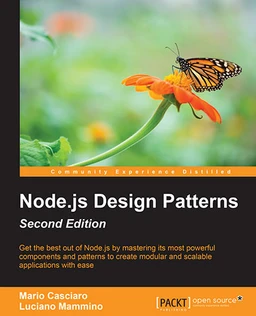 Community Experience Distilled
Node.js Design Patterns
Second Edition
Get the best out of Node.js by mastering its most powerful
components and patterns to create modular and scalable
applications with ease
Mario Casciaro
Luciano Mammino
[PACKT] open source*
PUBLISHING